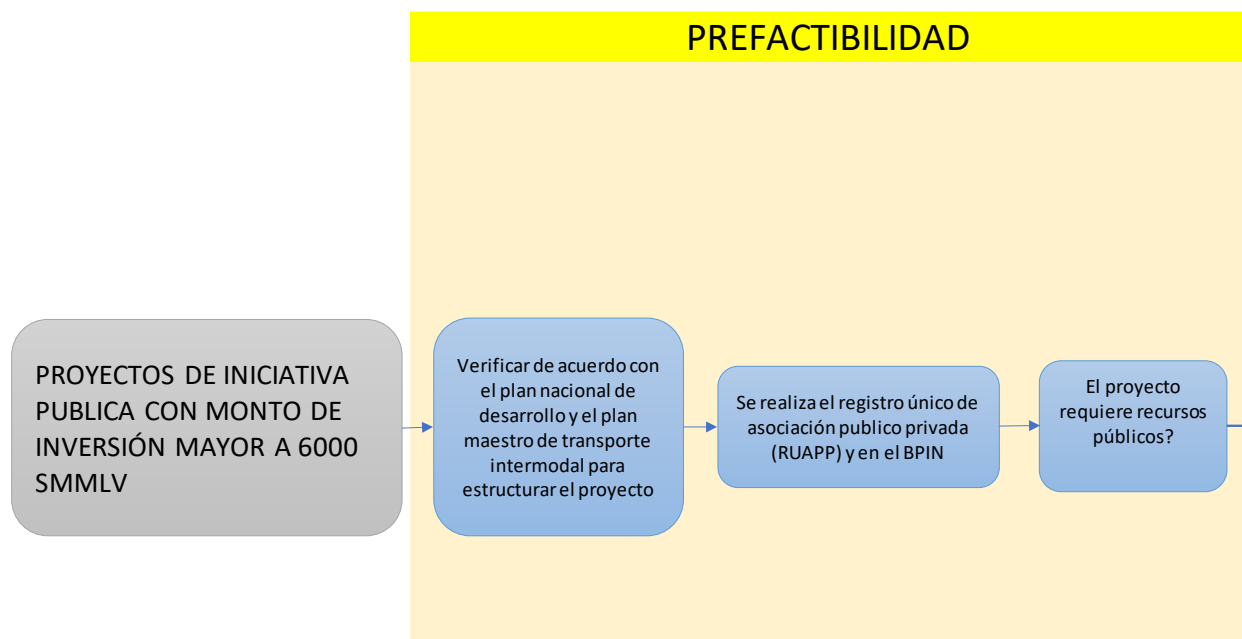 PREFACTIBILIDAD
PROYECTOS DE INICIATIVA
PUBLICA CON MONTO DE
INVERSIÓN MAYOR A 6000
SMMLV
Verificar de acuerdo con
el plan nacional de
desarrollo y el plan
maestro de transporte
intermodal para
estructurar el proyecto
Se realiza el registro único de
asociación publico privada
(RUAPP) y en el BPIN
El proyecto
requiere recursos
públicos?